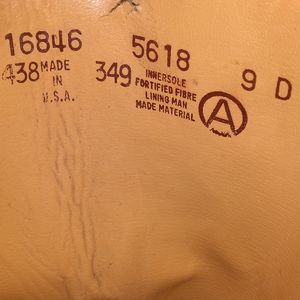 16846 5618 9 D
438 MADE IN U.S.A. 349
INNERSOLE
FORTIFIED FIBRE
LINING MAN
MADE MATERIAL
A